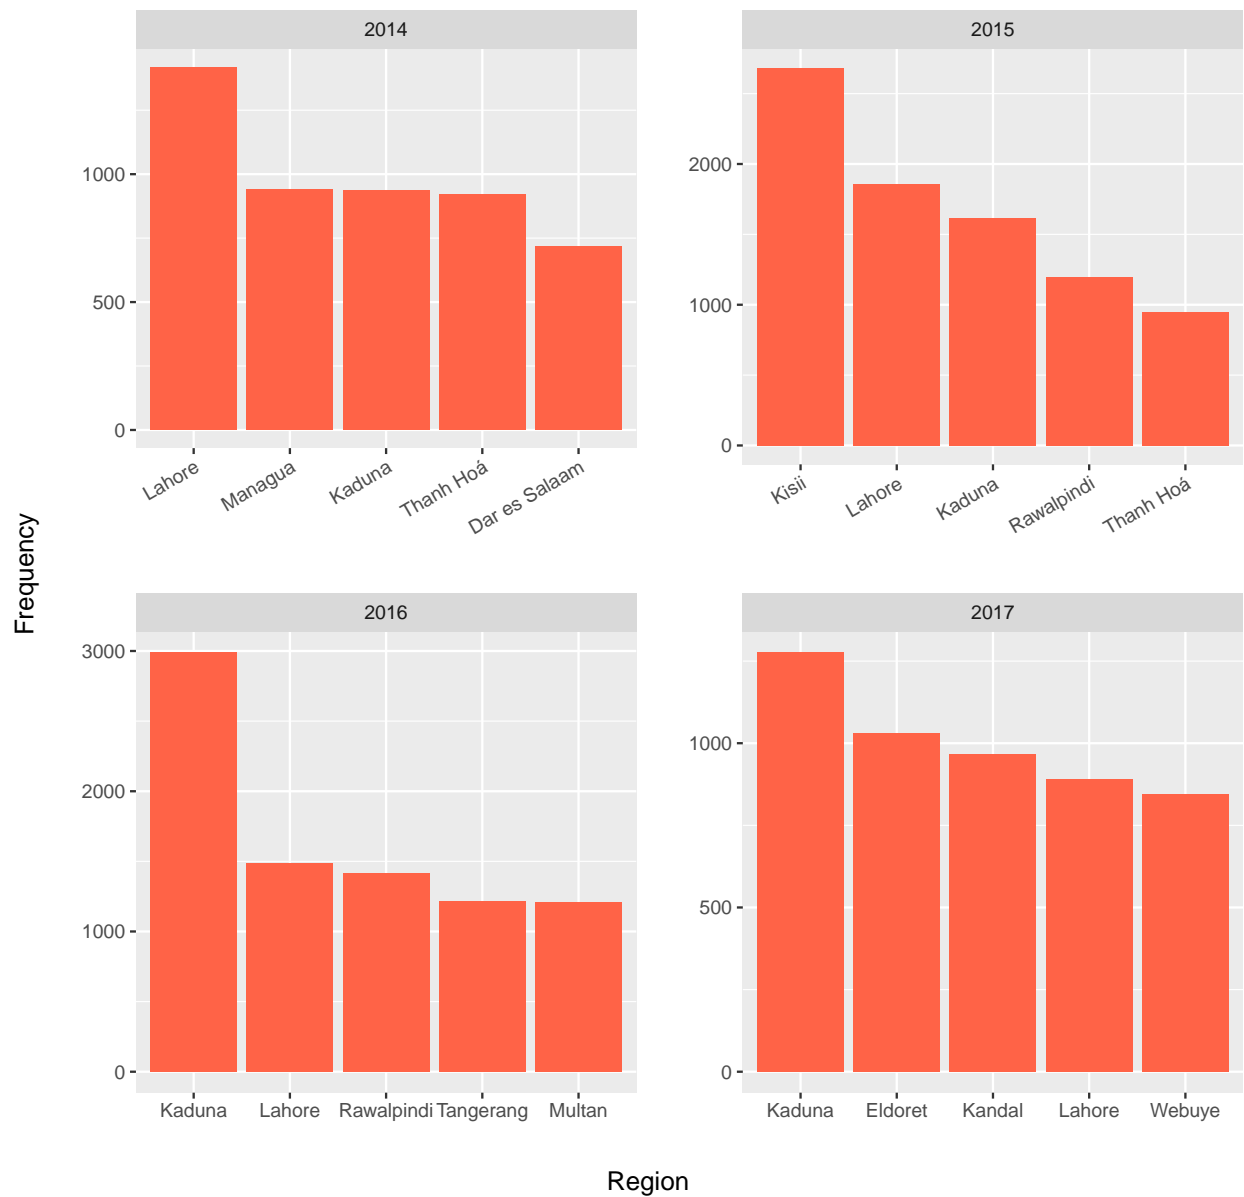 2014
2015
1000
500
0
2000
1000
0
Lahore
Managua
Kaduna
Thanh Hoá
Dar es Salaam
Kisii
Lahore
Kaduna
Rawalpindi
Thanh Hoá
Frequency
2016
2017
3000
2000
1000
0
1000
500
0
Kaduna Lahore Rawalpindi Tangerang Multan
Kaduna Eldoret Kandal Lahore Webuye
Region